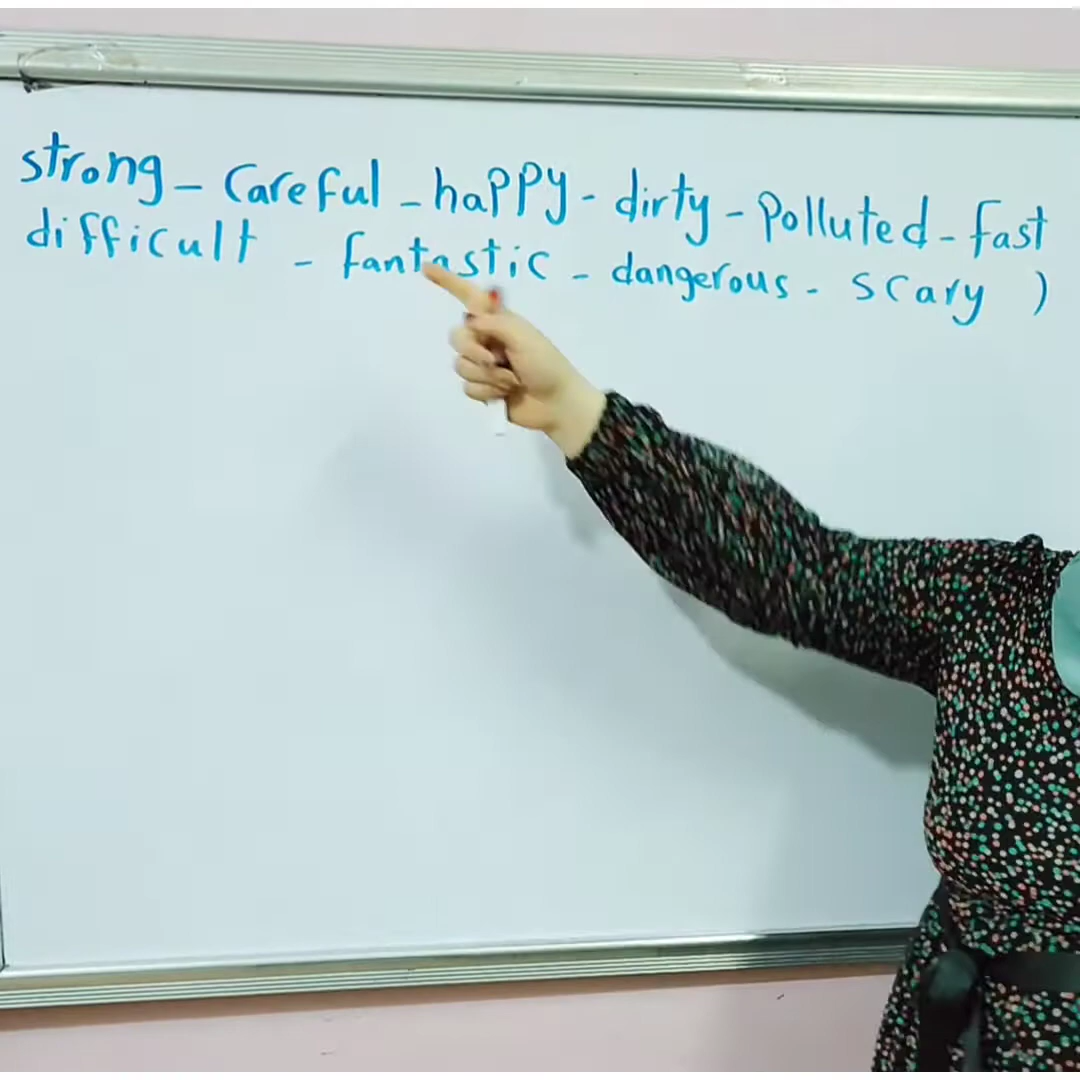 strong - Careful - happy - dirty - Polluted - fast
difficult - fantastic - dangerous - scary )